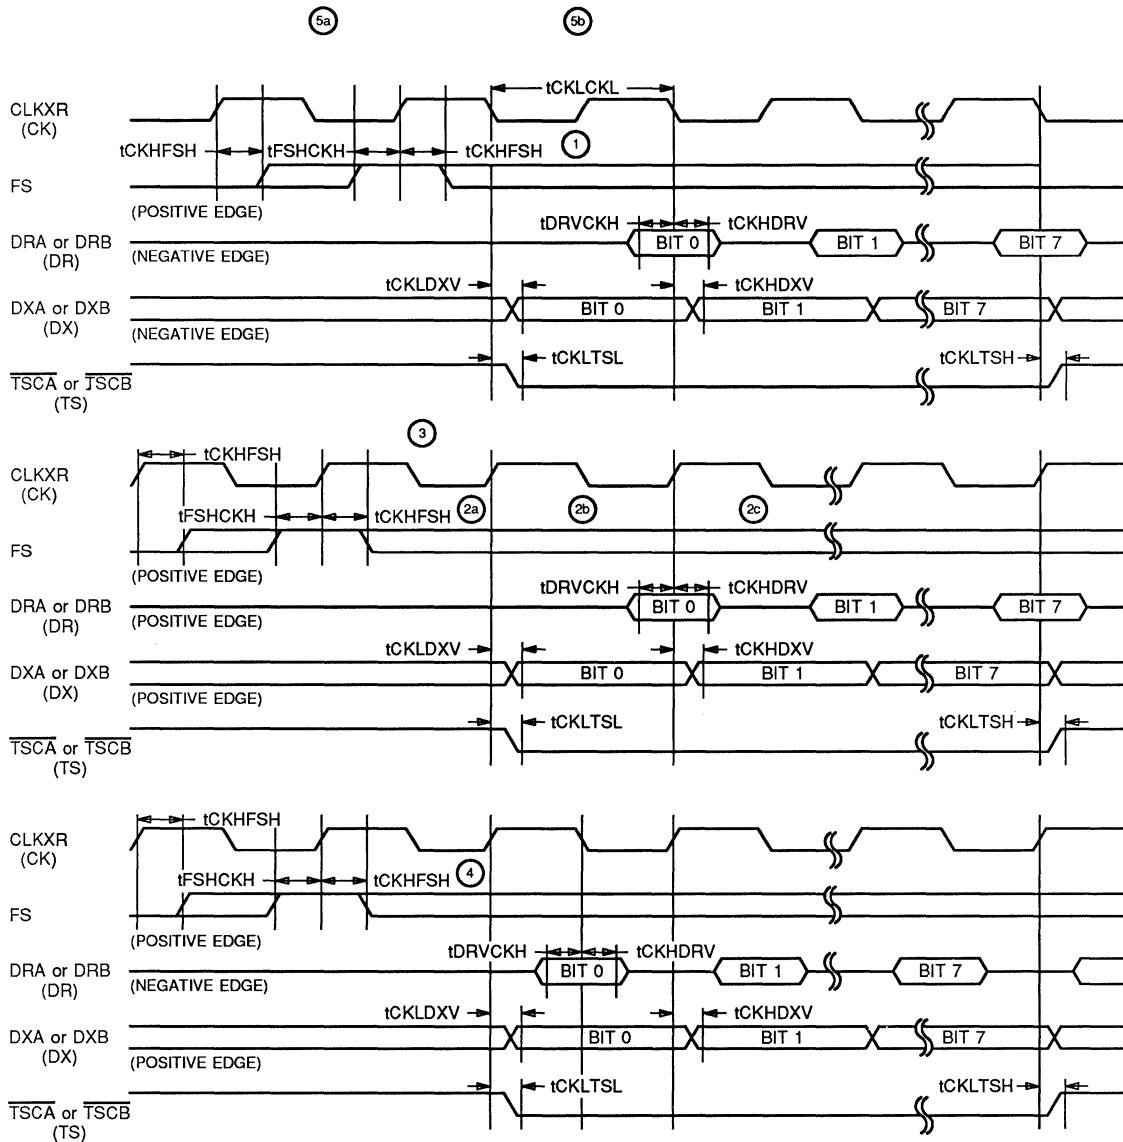 5a 5b
tCKLCKL
CLKXR
(CK)
tCKHFSH tFSHCKH tCKHFSH 1
FS
(POSITIVE EDGE)
tDRVCKH tCKHDRV
DRA or DRB
(DR)
BIT 0 BIT 1 BIT 7
(NEGATIVE EDGE)
tCKLDXV tCKHDXV
DXA or DXB
(DX)
BIT 0 BIT 1 BIT 7
(NEGATIVE EDGE)
tCKLTSL tCKLTSH
TSCA or TSCB
(TS)
3
tCKHFSH
CLKXR
(CK)
tFSHCKH tCKHFSH 2a 2b 2c
FS
(POSITIVE EDGE)
tDRVCKH tCKHDRV
DRA or DRB
(DR)
BIT 0 BIT 1 BIT 7
(POSITIVE EDGE)
tCKLDXV tCKHDXV
DXA or DXB
(DX)
BIT 0 BIT 1 BIT 7
(POSITIVE EDGE)
tCKLTSL tCKLTSH
TSCA or TSCB
(TS)
tCKHFSH
CLKXR
(CK)
tFSHCKH tCKHFSH 4
FS
(POSITIVE EDGE)
tDRVCKH tCKHDRV
DRA or DRB
(DR)
BIT 0 BIT 1 BIT 7
(NEGATIVE EDGE)
tCKLDXV tCKHDXV
DXA or DXB
(DX)
BIT 0 BIT 1 BIT 7
(POSITIVE EDGE)
tCKLTSL tCKLTSH
TSCA or TSCB
(TS)